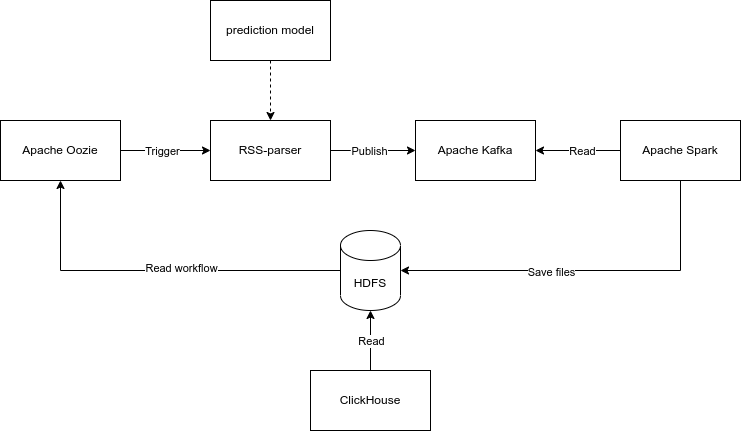 prediction model
Apache Oozie
Trigger
RSS-parser
Publish
Apache Kafka
Read
Apache Spark
Read workflow
HDFS
Save files
Read
ClickHouse